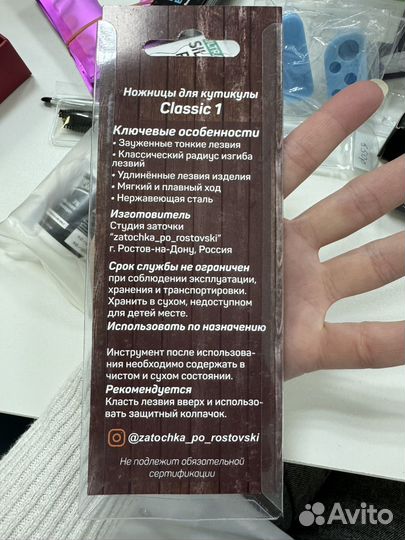 Ножницы для кутикулы
Classic 1
Ключевые особенности
• Зауженные тонкие лезвия
• Классический радиус изгиба
лезвий
• Удлинённые лезвия изделия
• Мягкий и плавный ход
• Нержавеющая сталь
Изготовитель
Студия заточки
"zatochka_po_rostovski"
г. Ростов-на-Дону, Россия
Срок службы не ограничен
при соблюдении эксплуатации,
хранения и транспортировки.
Хранить в сухом, недоступном
для детей месте.
Использовать по назначению
Инструмент после использова-
ния необходимо содержать в
чистом и сухом состоянии.
Рекомендуется
Класть лезвия вверх и использо-
вать защитный колпачок.
@zatochka_po_rostovski
Не подлежит обязательной
сертификации
Avito